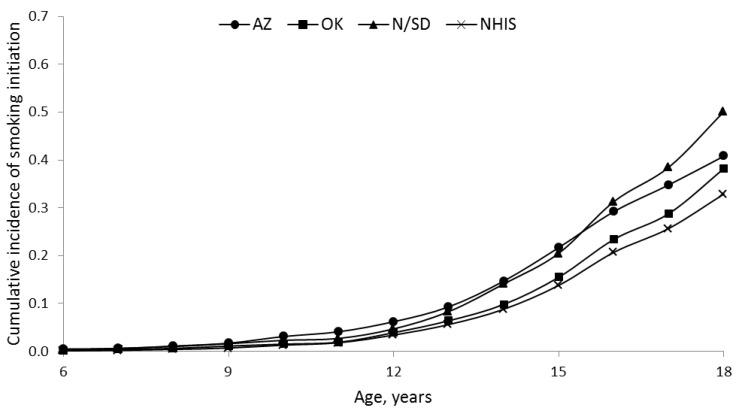 AZ OK N/SD NHIS
0.7
0.6
0.5
0.4
0.3
0.2
0.1
0.0
Cumulative incidence of smoking initiation
6 9 12 15 18
Age, years